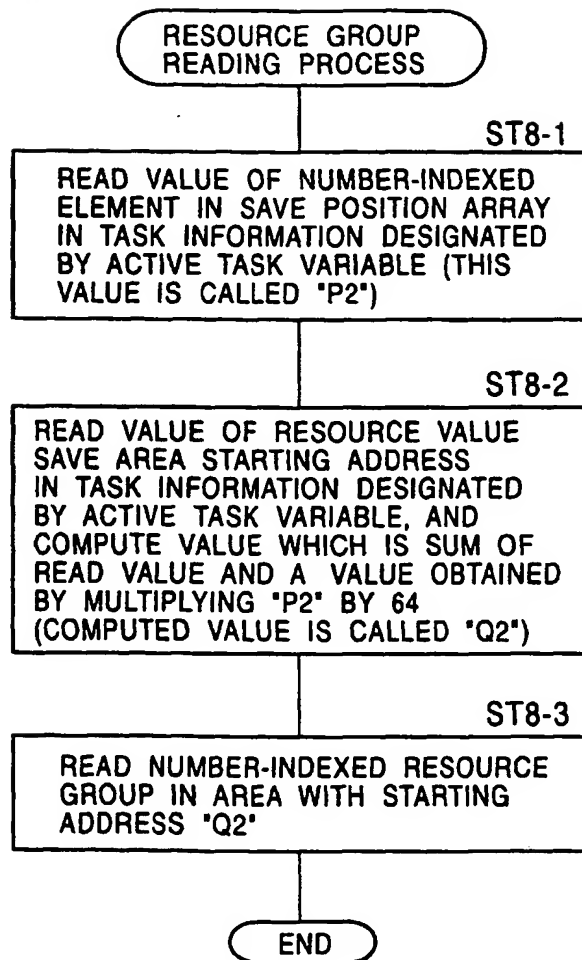 RESOURCE GROUP
READING PROCESS
ST8-1
READ VALUE OF NUMBER-INDEXED
ELEMENT IN SAVE POSITION ARRAY
IN TASK INFORMATION DESIGNATED
BY ACTIVE TASK VARIABLE (THIS
VALUE IS CALLED "P2")
ST8-2
READ VALUE OF RESOURCE VALUE
SAVE AREA STARTING ADDRESS
IN TASK INFORMATION DESIGNATED
BY ACTIVE TASK VARIABLE, AND
COMPUTE VALUE WHICH IS SUM OF
READ VALUE AND A VALUE OBTAINED
BY MULTIPLYING "P2" BY 64
(COMPUTED VALUE IS CALLED "Q2")
ST8-3
READ NUMBER-INDEXED RESOURCE
GROUP IN AREA WITH STARTING
ADDRESS "Q2"
END